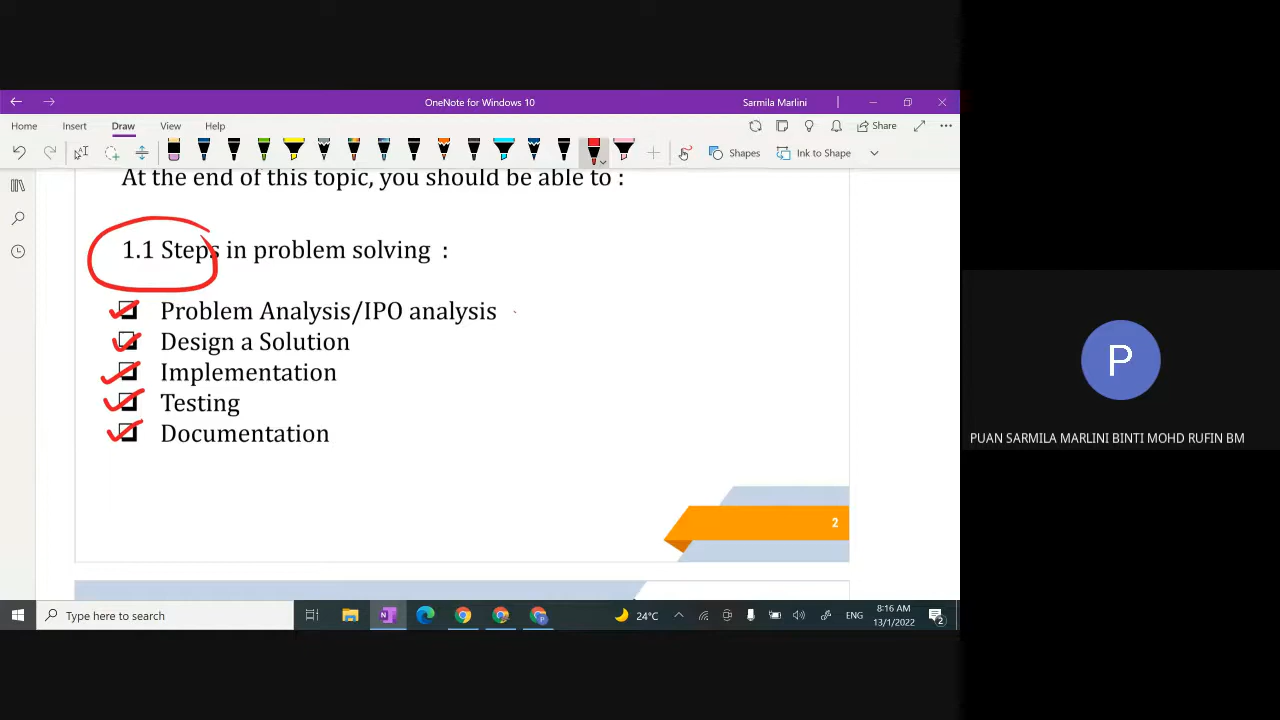 OneNote for Windows 10
Sarmila Marlini
Home Insert Draw View Help
Share
Shapes
Ink to Shape
At the end of this topic, you should be able to :
1.1 Steps in problem solving :
Problem Analysis/IPO analysis
Design a Solution
Implementation
Testing
Documentation
2
P
PUAN SARMILA MARLINI BINTI MOHD RUFIN BM
Type here to search
24°C
ENG
8:16 AM
13/1/2022
2